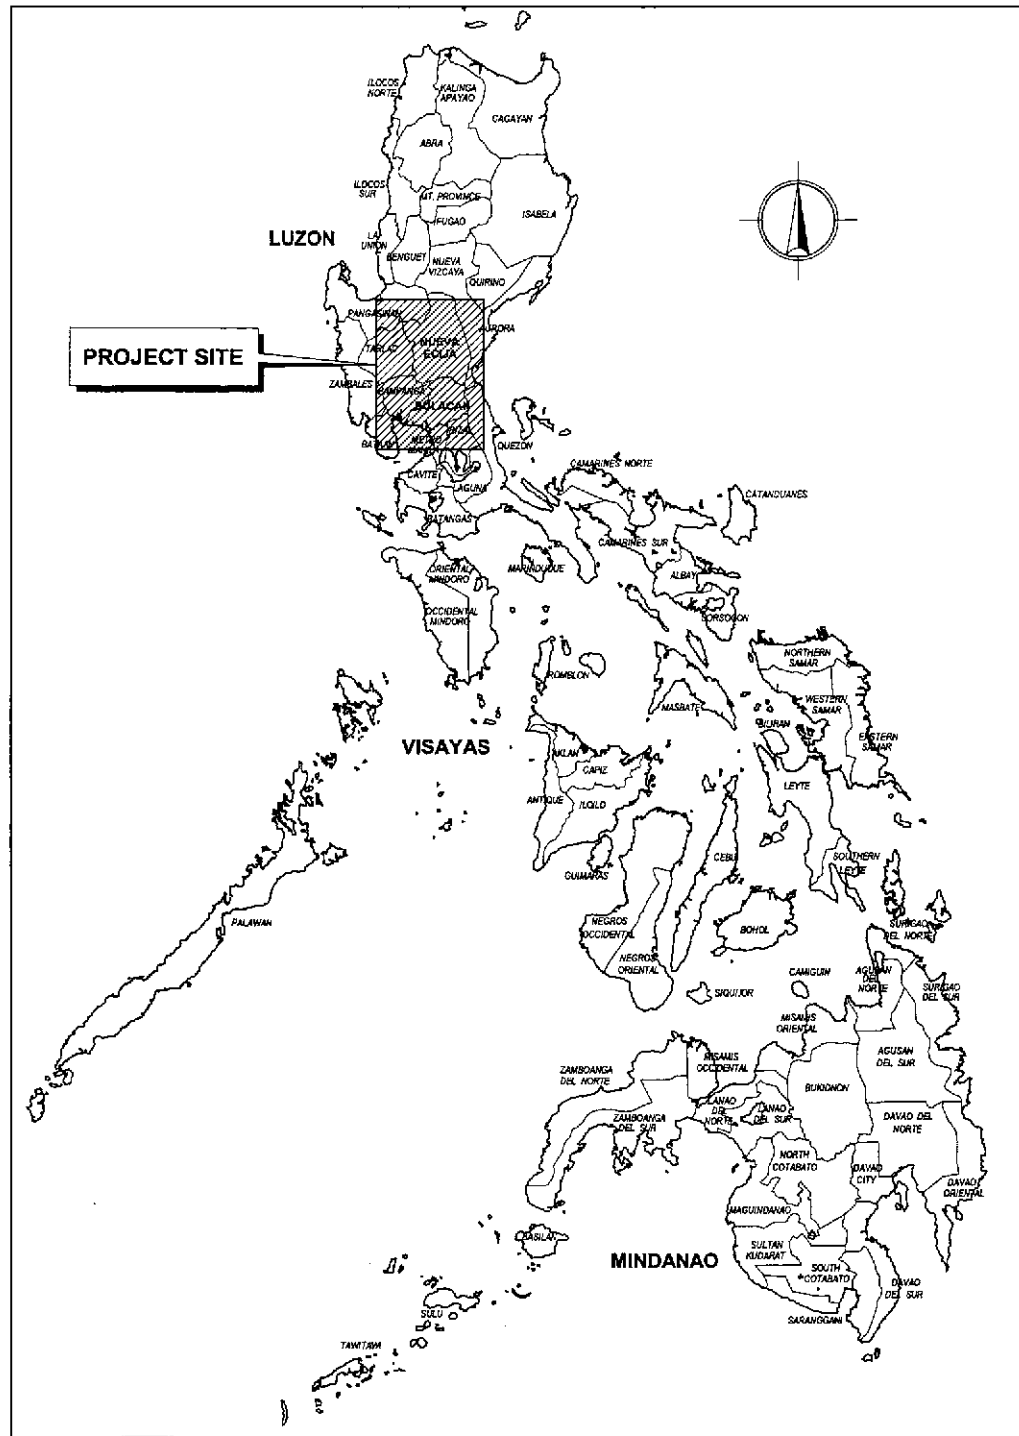 ILOCOS
NORTE
KALINGA
APAYAO
CAGAYAN
ABRA
ILOCOS
SUR
MT. PROVINCE
IFUGAO
ISABELA
LUZON
LA
UNION
BENGUET
NUEVA
VIZCAYA
QUIRINO
PANGASINAN
AURORA
NUEVA
ECIJA
TARLAC
PROJECT SITE
ZAMBALES
PAMPANGA
BULACAN
RIZAL
BATAAN
METRO
MANILA
QUEZON
CAVITE
LAGUNA
BATANGAS
CAMARINES NORTE
CATANDUANES
CAMARINES SUR
ORIENTAL
MINDORO
MARINDUQUE
ALBAY
OCCIDENTAL
MINDORO
SORSOGON
ROMBLON
NORTHERN
SAMAR
MASBATE
WESTERN
SAMAR
BILIRAN
EASTERN
SAMAR
VISAYAS
AKLAN
CAPIZ
LEYTE
ANTIQUE
ILOILO
CEBU
SOUTHERN
LEYTE
GUIMARAS
PALAWAN
NEGROS
OCCIDENTAL
BOHOL
SURIGAO
DEL NORTE
NEGROS
ORIENTAL
CAMIGUIN
AGUSAN
DEL
NORTE
SIQUIJOR
SURIGAO
DEL SUR
MISAMIS
ORIENTAL
ZAMBOANGA
DEL NORTE
MISAMIS
OCCIDENTAL
AGUSAN
DEL SUR
BUKIDNON
LANAO
DEL
NORTE
LANAO
DEL SUR
ZAMBOANGA
DEL SUR
DAVAO DEL
NORTE
NORTH
COTABATO
DAVAO
CITY
DAVAO
ORIENTAL
MAGUINDANAO
BASILAN
MINDANAO
SULTAN
KUDARAT
SOUTH
COTABATO
DAVAO
DEL SUR
SULU
SARANGGANI
TAWITAWA